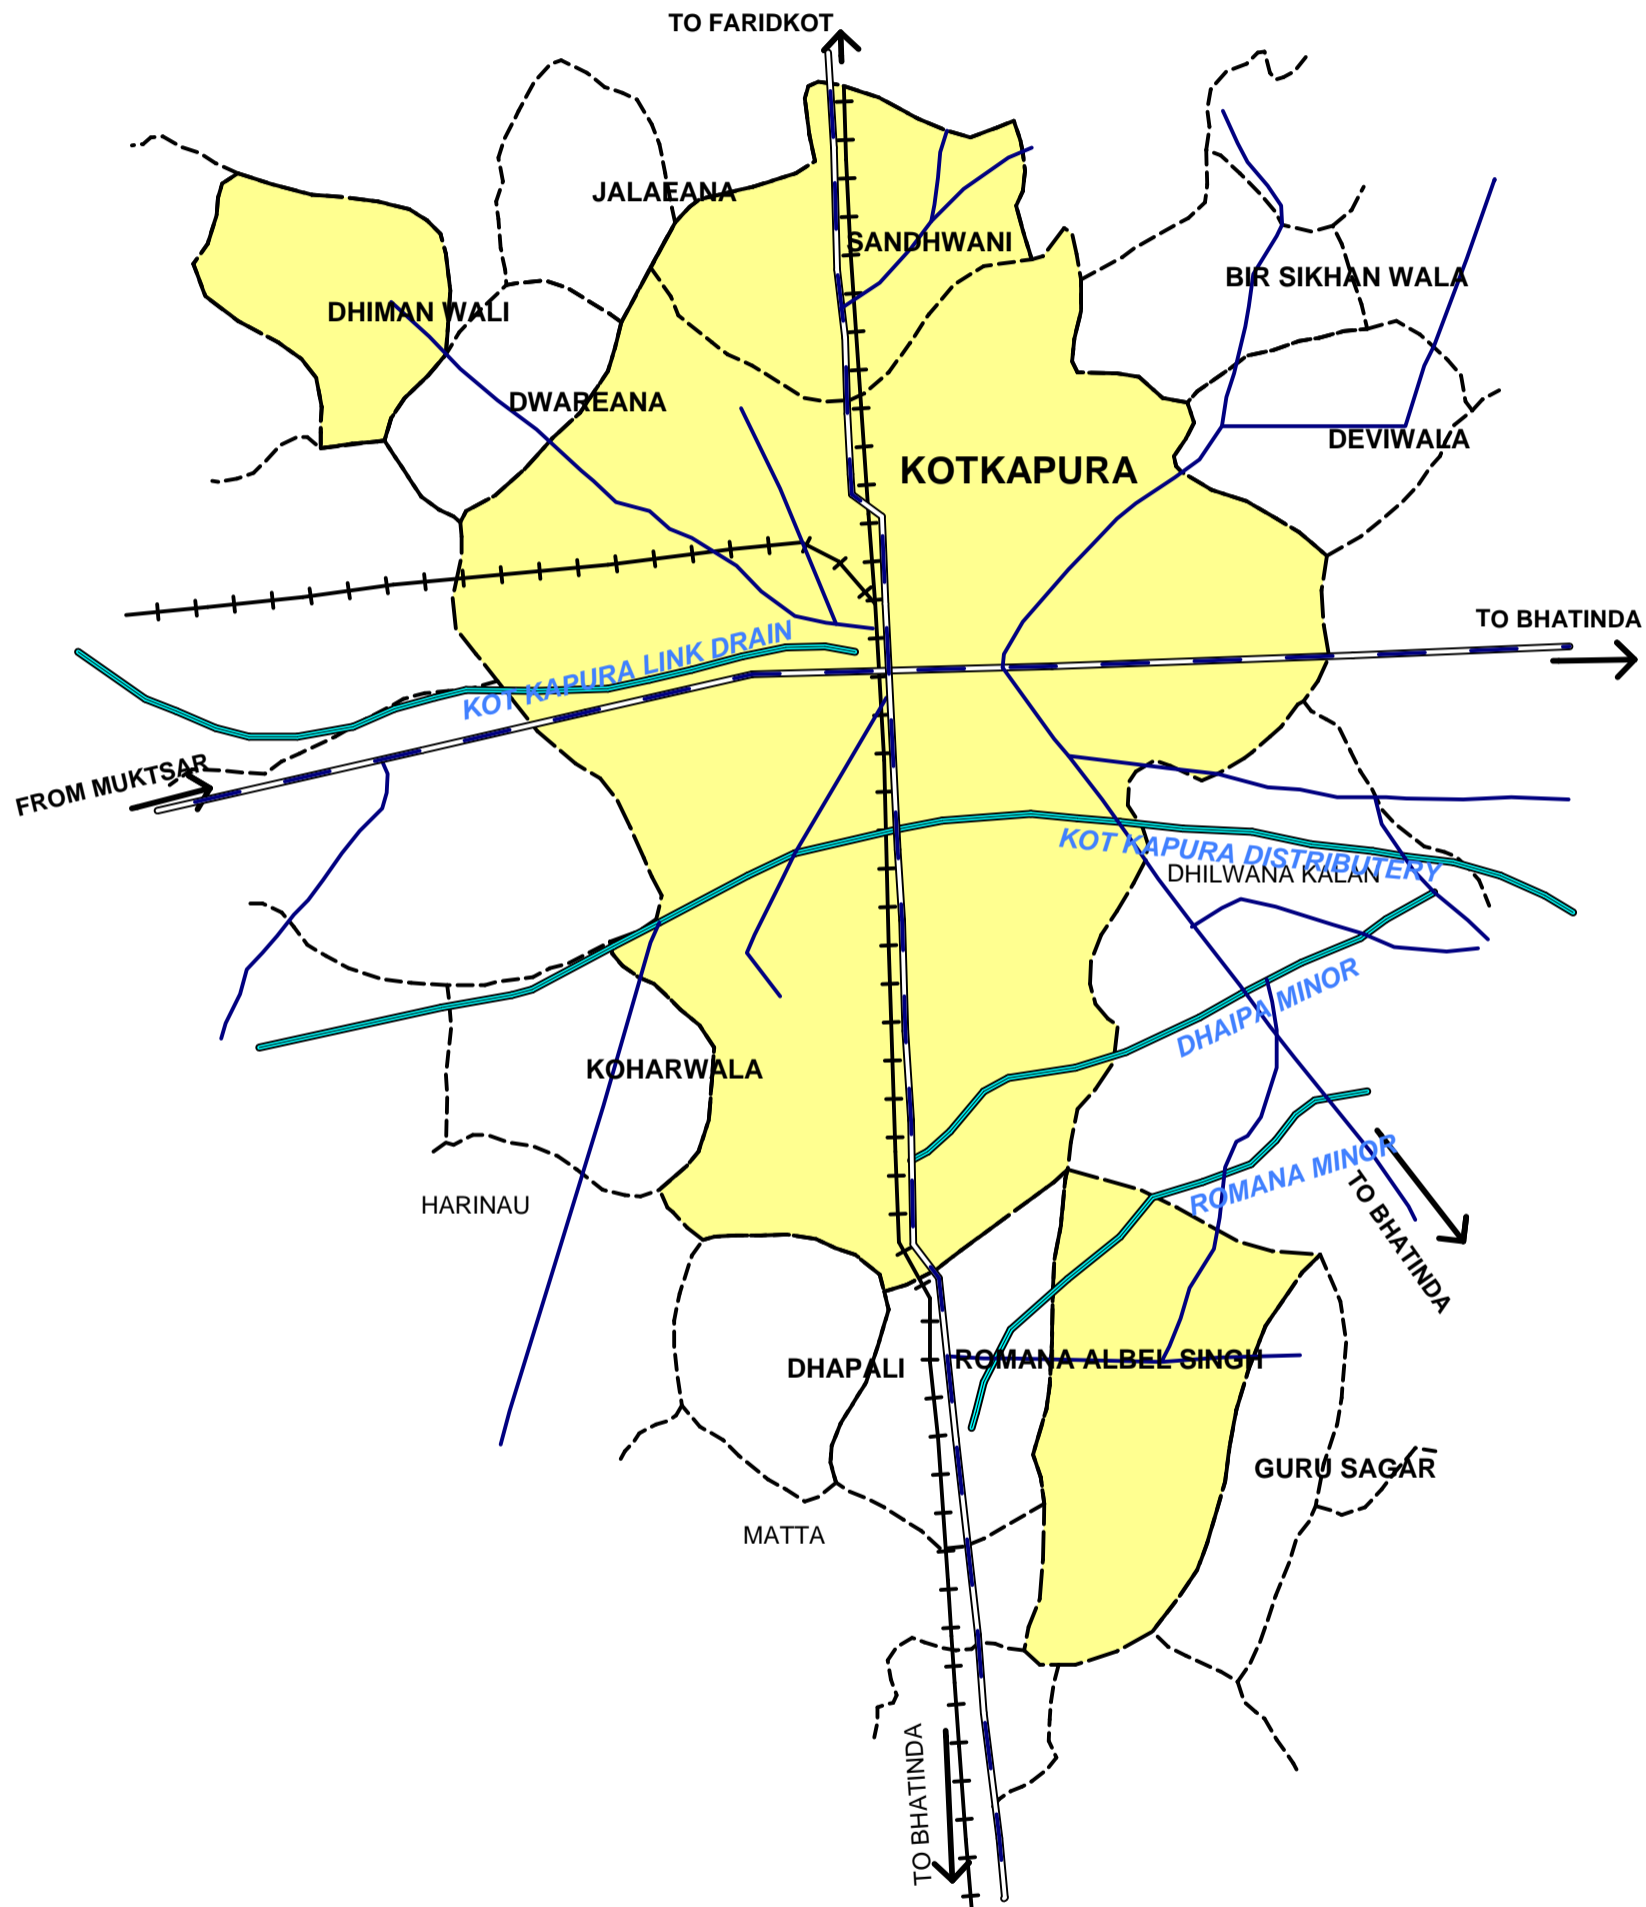 TO FARIDKOT
JALAEANA
SANDHWANI
BIR SIKHAN WALA
DHIMAN WALI
DWAREANA
DEVIWALA
KOTKAPURA
TO BHATINDA
KOT KAPURA LINK DRAIN
FROM MUKTSAR
KOT KAPURA DISTRIBUTERY
DHILWANA KALAN
DHAIPA MINOR
KOHARWALA
ROMANA MINOR
HARINAU
TO BHATINDA
DHAPALI
ROMANA ALBEL SINGH
GURU SAGAR
MATTA
TO BHATINDA